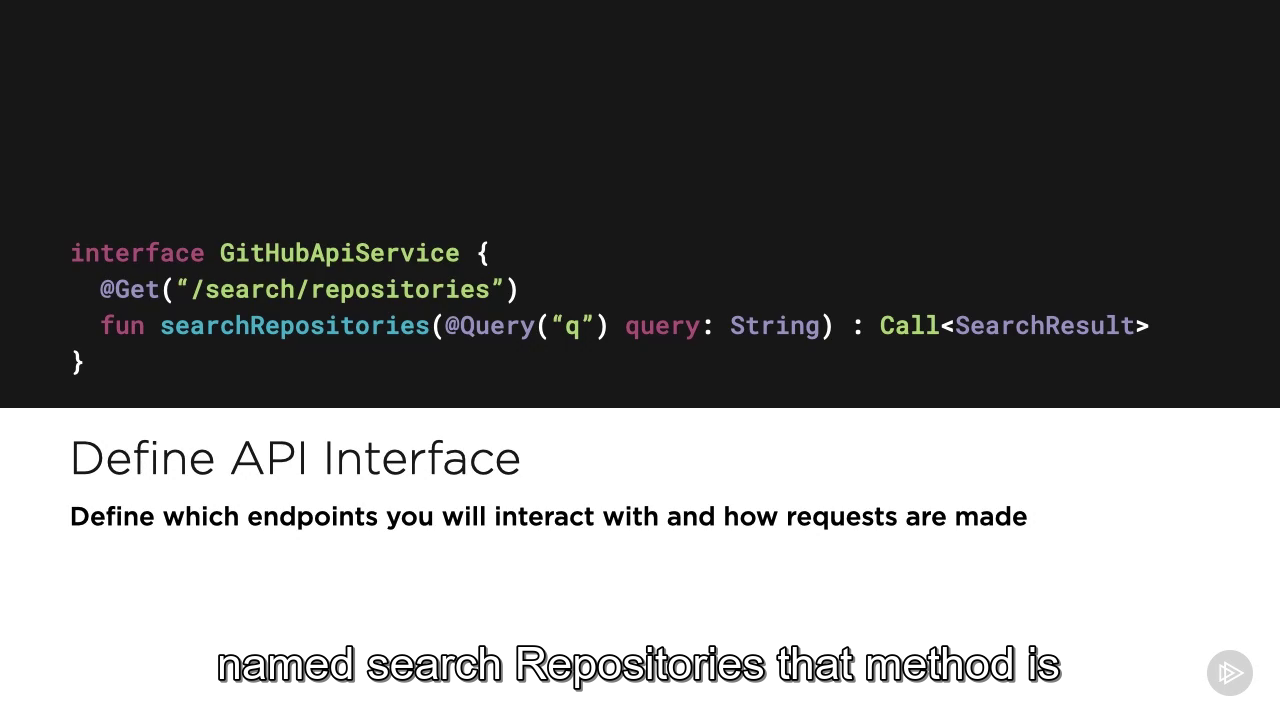 interface GitHubApiService {
@Get(“/search/repositories”)
fun searchRepositories(@Query(“q”) query: String) : Call<SearchResult>
}
Define API Interface
Define which endpoints you will interact with and how requests are made
named search Repositories that method is